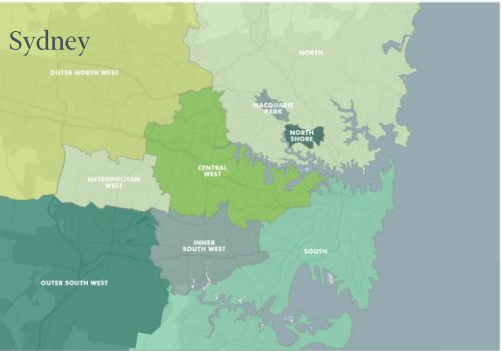 Sydney
NORTH
OUTER NORTH WEST
MACQUARIE
PARK
NORTH
SHORE
CENTRAL
WEST
METROPOLITAN
WEST
INNER
SOUTH WEST
SOUTH
OUTER SOUTH WEST